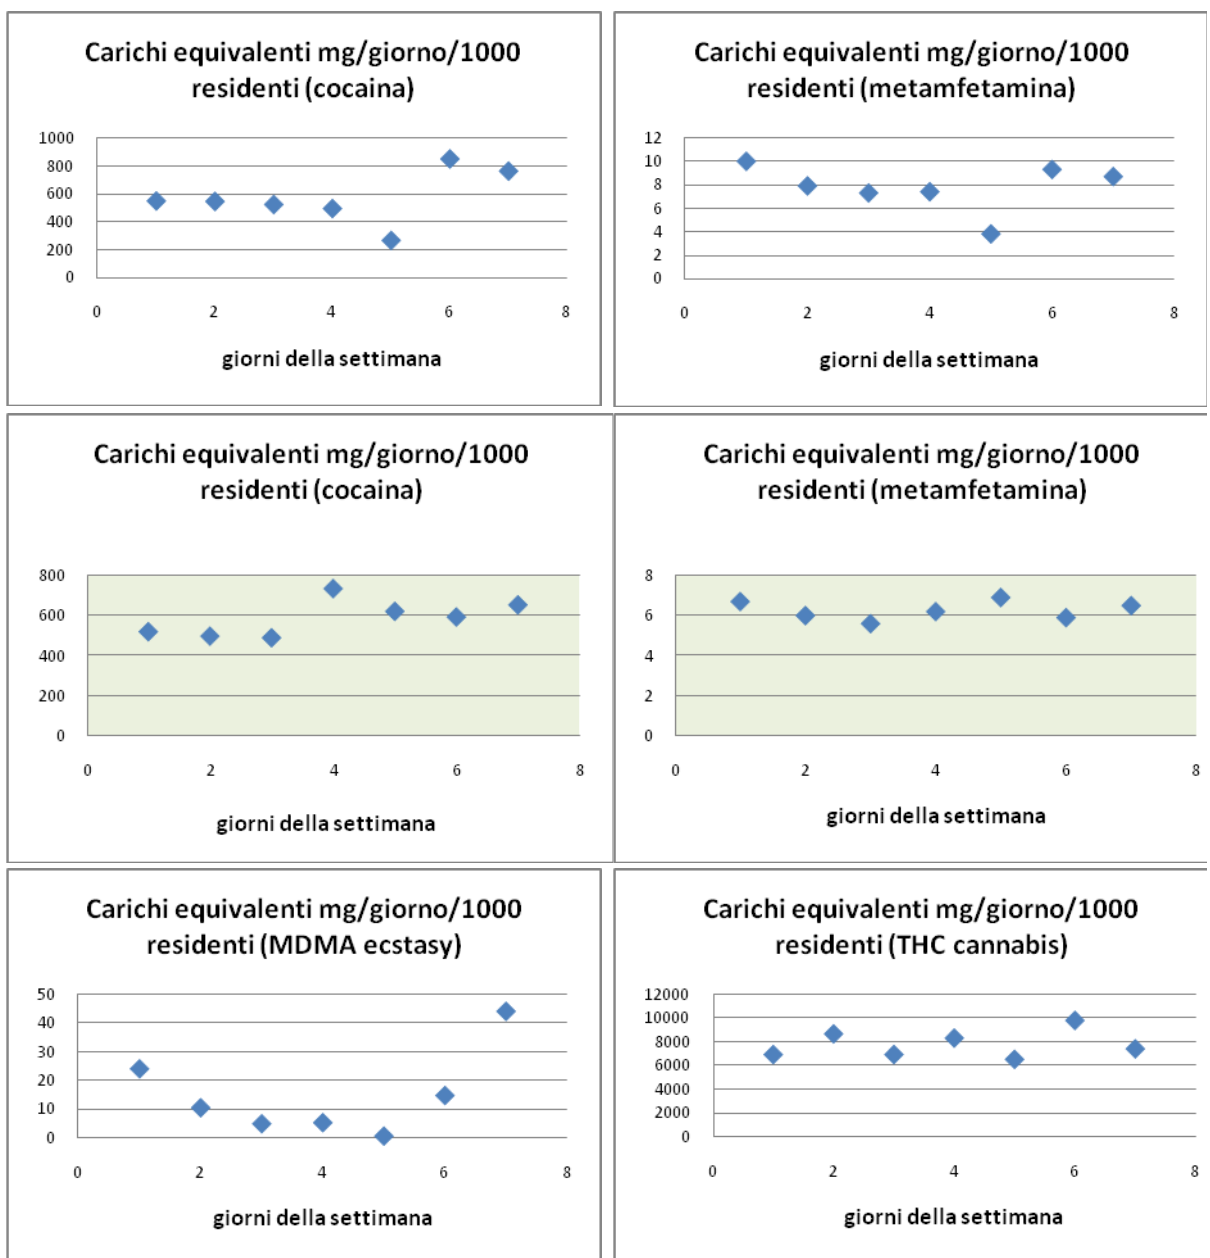 Carichi equivalenti mg/giorno/1000
residenti (cocaina)
1000
800
600
400
200
0
0 2 4 6 8
giorni della settimana
Carichi equivalenti mg/giorno/1000
residenti (metamfetamina)
12
10
8
6
4
2
0
0 2 4 6 8
giorni della settimana
Carichi equivalenti mg/giorno/1000
residenti (cocaina)
800
600
400
200
0
0 2 4 6 8
giorni della settimana
Carichi equivalenti mg/giorno/1000
residenti (metamfetamina)
8
6
4
2
0
0 2 4 6 8
giorni della settimana
Carichi equivalenti mg/giorno/1000
residenti (MDMA ecstasy)
50
40
30
20
10
0
0 2 4 6 8
giorni della settimana
Carichi equivalenti mg/giorno/1000
residenti (THC cannabis)
12000
10000
8000
6000
4000
2000
0
0 2 4 6 8
giorni della settimana